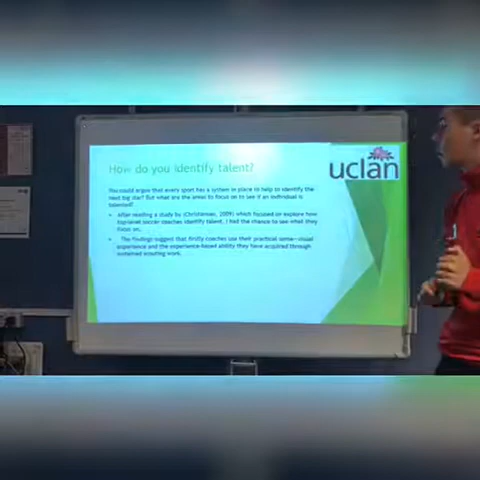 How do you identify talent?
uclan
You could argue that every sport has a system in place to help to identify the
next big star! But what are the areas to focus on to see if an individual is
talented?
After reading a study by (Christensen, 2009) which focused on explore how
top-level soccer coaches identify talent, I had the chance to see what they
focus on.
The findings suggest that firstly coaches use their practical sense-visual
experience and the experience-based ability they have acquired through
sustained scouting work.